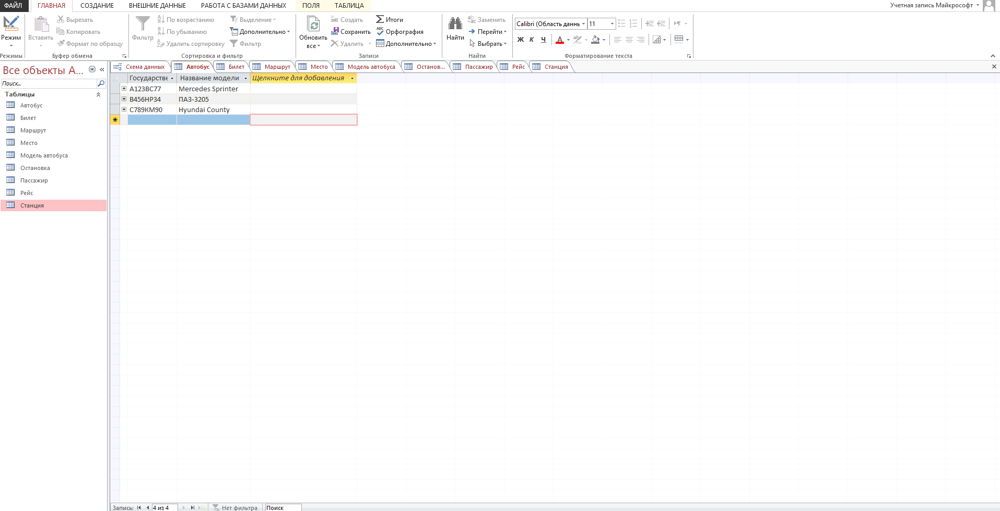 ФАЙЛ ГЛАВНАЯ СОЗДАНИЕ ВНЕШНИЕ ДАННЫЕ РАБОТА С БАЗАМИ ДАННЫХ ПОЛЯ ТАБЛИЦА Учетная запись Майкрософт
Режим
Режимы
Вставить
Вырезать
Копировать
Формат по образцу
Буфер обмена
Фильтр
По возрастанию
По убыванию
Удалить сортировку
Выделение
Дополнительно
Фильтр
Сортировка и фильтр
Обновить
все
Создать
Сохранить
Удалить
Итоги
Орфография
Дополнительно
Записи
Найти
Заменить
Перейти
Выбрать
Найти
Calibri (Область данн 11
Ж К Ч А
Форматирование текста
Все объекты A...
Поиск...
Таблицы
Автобус
Билет
Маршрут
Место
Модель автобуса
Остановка
Пассажир
Рейс
Станция
Схема данных Автобус Билет Маршрут Место Модель автобуса Останов... Пассажир Рейс Станция
Государстве Название модели Щелкните для добавления
А123ВС77 Mercedes Sprinter
В456НР34 ПАЗ-3205
С789КМ90 Hyundai County
Запись: 4 из 4 Нет фильтра Поиск